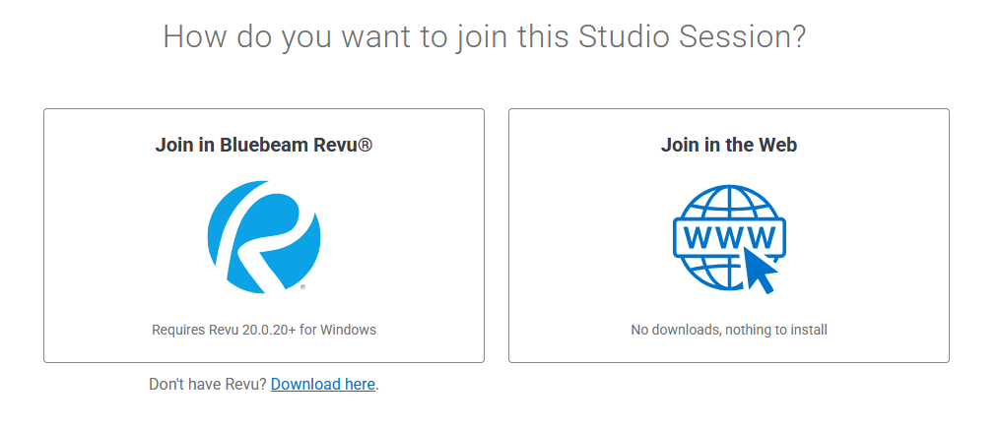 How do you want to join this Studio Session?
Join in Bluebeam Revu®
®
Requires Revu 20.0.20+ for Windows
Don't have Revu? Download here.
Join in the Web
WWW
No downloads, nothing to install